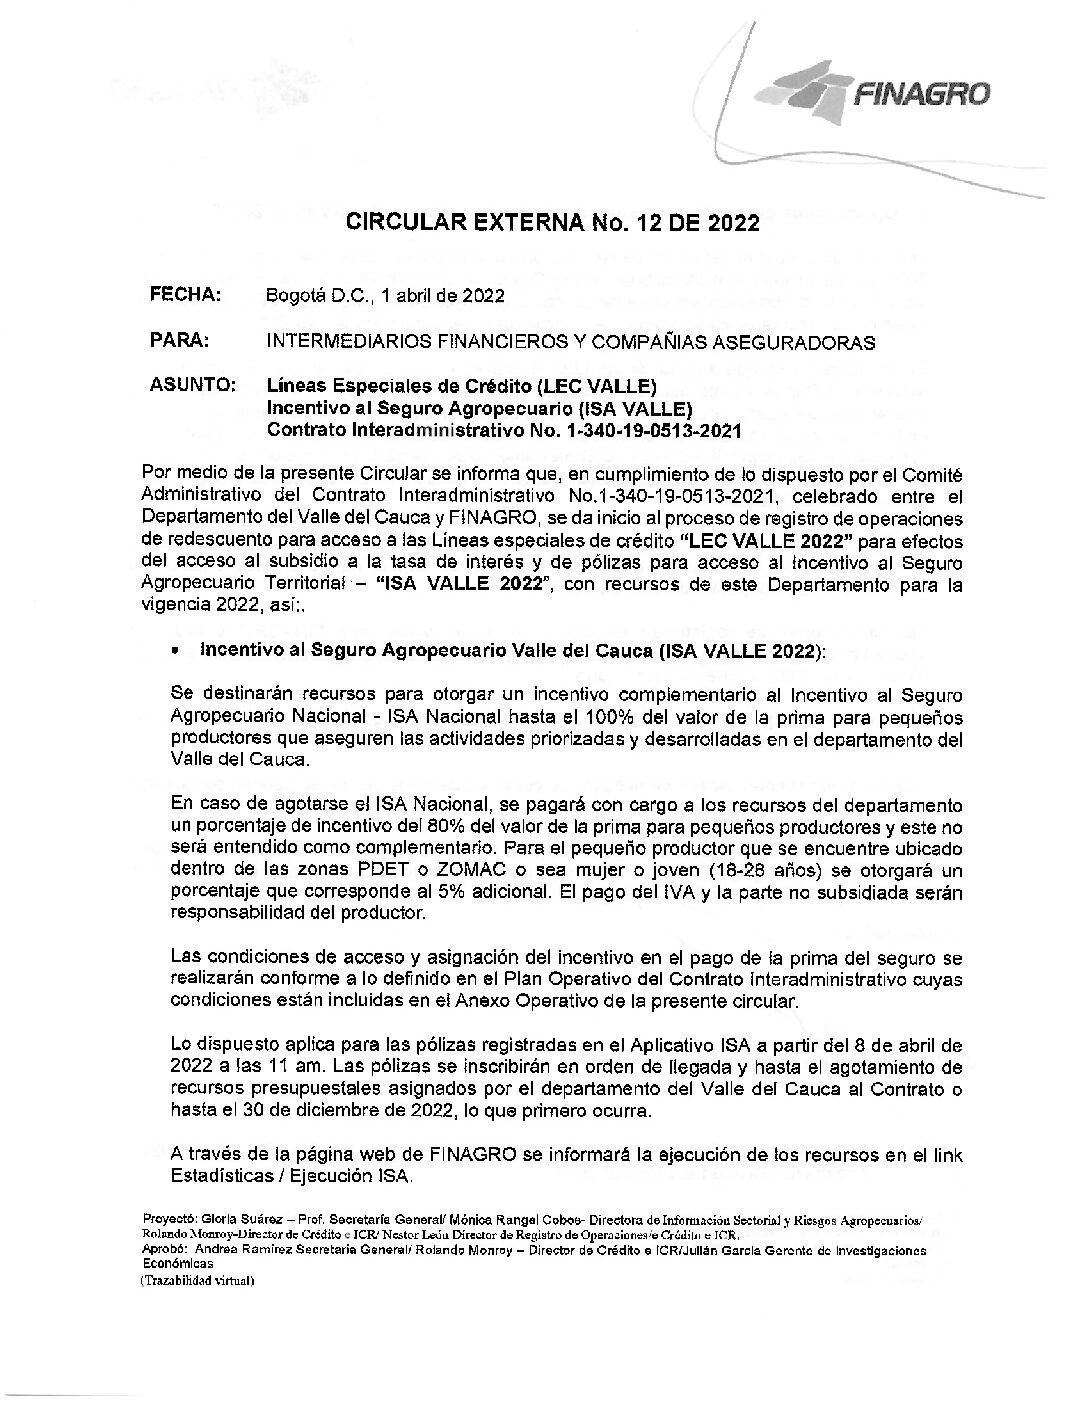 FINAGRO
CIRCULAR EXTERNA No. 12 DE 2022
FECHA: Bogotá D.C., 1 abril de 2022
PARA: INTERMEDIARIOS FINANCIEROS Y COMPAÑIAS ASEGURADORAS
ASUNTO: Líneas Especiales de Crédito (LEC VALLE)
Incentivo al Seguro Agropecuario (ISA VALLE)
Contrato Interadministrativo No. 1-340-19-0513-2021
Por medio de la presente Circular se informa que, en cumplimiento de lo dispuesto por el Comité
Administrativo del Contrato Interadministrativo No.1-340-19-0513-2021, celebrado entre el
Departamento del Valle del Cauca y FINAGRO, se da inicio al proceso de registro de operaciones
de redescuento para acceso a las Líneas especiales de crédito “LEC VALLE 2022” para efectos
del acceso al subsidio a la tasa de interés y de pólizas para acceso al Incentivo al Seguro
Agropecuario Territorial – “ISA VALLE 2022”, con recursos de este Departamento para la
vigencia 2022, así:.
• Incentivo al Seguro Agropecuario Valle del Cauca (ISA VALLE 2022):
Se destinarán recursos para otorgar un incentivo complementario al Incentivo al Seguro
Agropecuario Nacional - ISA Nacional hasta el 100% del valor de la prima para pequeños
productores que aseguren las actividades priorizadas y desarrolladas en el departamento del
Valle del Cauca.
En caso de agotarse el ISA Nacional, se pagará con cargo a los recursos del departamento
un porcentaje de incentivo del 80% del valor de la prima para pequeños productores y este no
será entendido como complementario. Para el pequeño productor que se encuentre ubicado
dentro de las zonas PDET o ZOMAC o sea mujer o joven (18-28 años) se otorgará un
porcentaje que corresponde al 5% adicional. El pago del IVA y la parte no subsidiada serán
responsabilidad del productor.
Las condiciones de acceso y asignación del incentivo en el pago de la prima del seguro se
realizarán conforme a lo definido en el Plan Operativo del Contrato Interadministrativo cuyas
condiciones están incluidas en el Anexo Operativo de la presente circular.
Lo dispuesto aplica para las pólizas registradas en el Aplicativo ISA a partir del 8 de abril de
2022 a las 11 am. Las pólizas se inscribirán en orden de llegada y hasta el agotamiento de
recursos presupuestales asignados por el departamento del Valle del Cauca al Contrato o
hasta el 30 de diciembre de 2022, lo que primero ocurra.
A través de la página web de FINAGRO se informará la ejecución de los recursos en el link
Estadísticas / Ejecución ISA.
Proyectó: Gloria Suárez – Prof. Secretaría General/ Mónica Rangel Cobos- Directora de Información Sectorial y Riesgos Agropecuarios/
Rolando Monroy-Director de Crédito e ICR/ Nestor León Director de Registro de Operaciones/e Crédito e ICR.
Aprobó: Andrea Ramírez Secretaria General/ Rolando Monroy – Director de Crédito e ICR/Julián García Gerente de Investigaciones
Económicas
(Trazabilidad virtual)